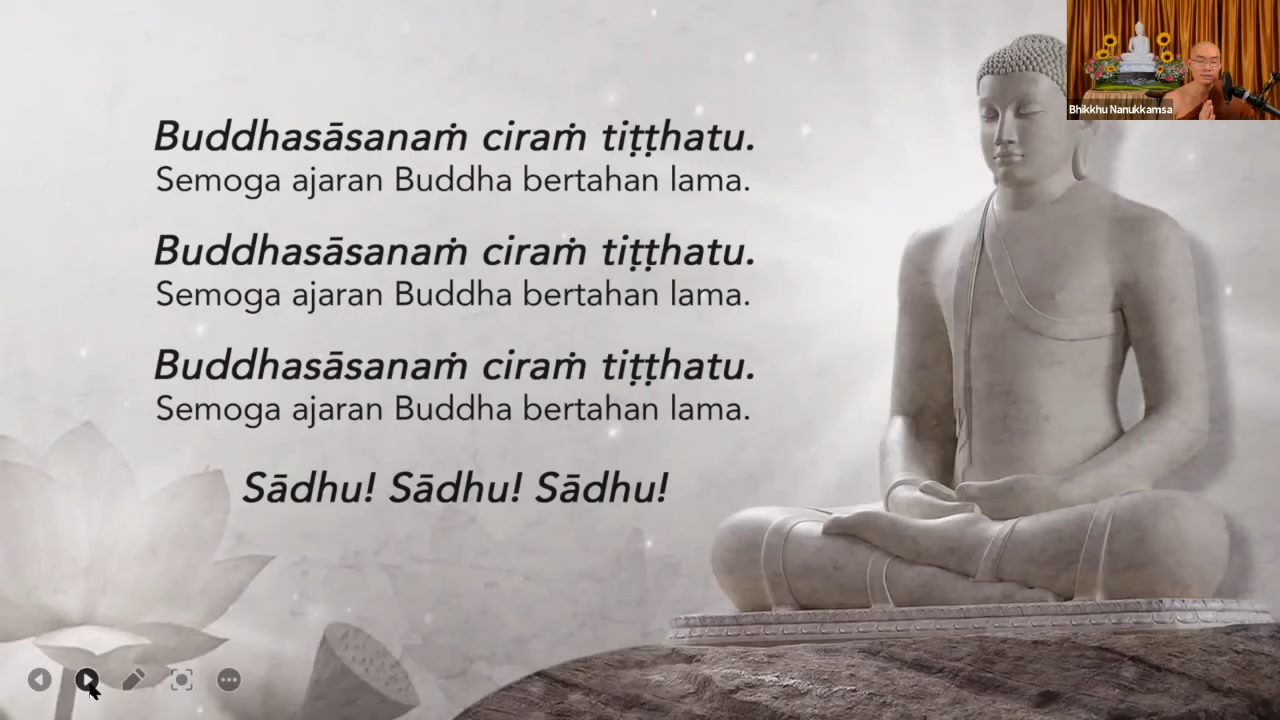 Bhikkhu Nanukkamsa
Buddhasāsanaṁ ciraṁ tiṭṭhatu.
Semoga ajaran Buddha bertahan lama.
Buddhasāsanaṁ ciraṁ tiṭṭhatu.
Semoga ajaran Buddha bertahan lama.
Buddhasāsanaṁ ciraṁ tiṭṭhatu.
Semoga ajaran Buddha bertahan lama.
Sādhu! Sādhu! Sādhu!